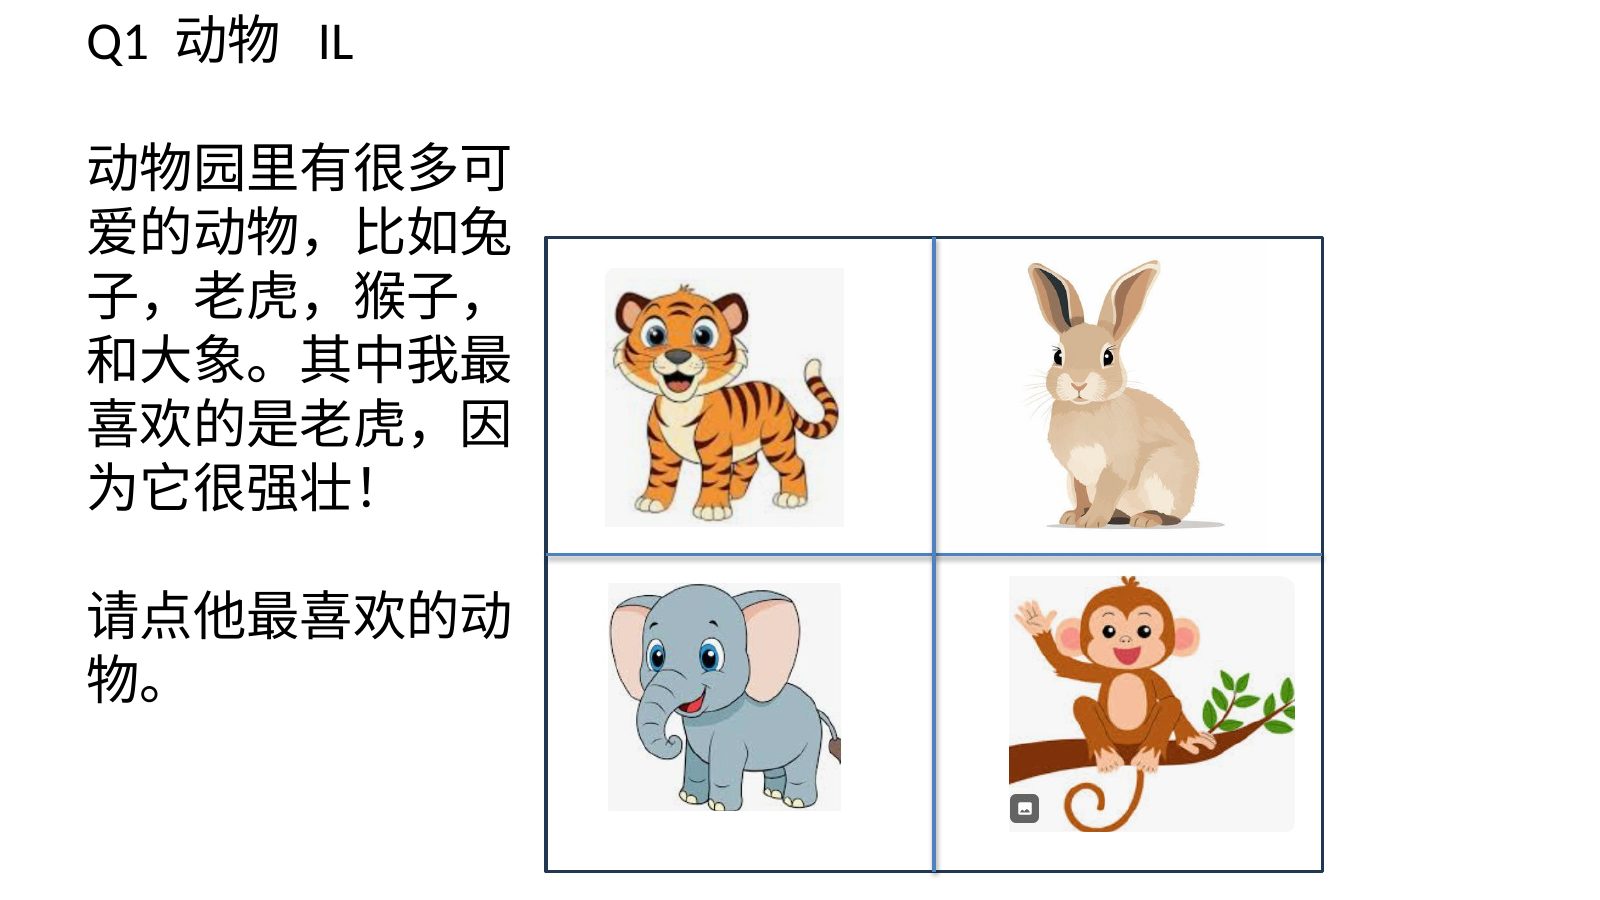 Q1 动物 IL
动物园里有很多可
爱的动物，比如兔
子，老虎，猴子，
和大象。其中我最
喜欢的是老虎，因
为它很强壮！
请点他最喜欢的动
物。